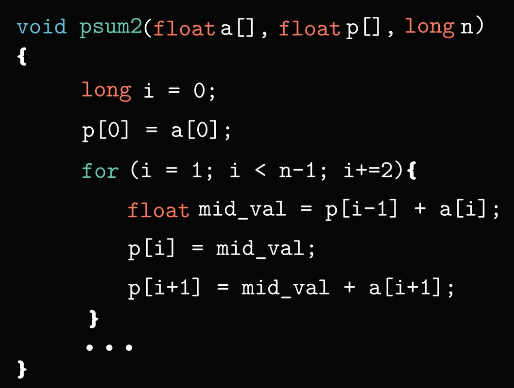 void psum2(float a[], float p[], long n)
{
long i = 0;
p[0] = a[0];
for (i = 1; i < n-1; i+=2){
float mid_val = p[i-1] + a[i];
p[i] = mid_val;
p[i+1] = mid_val + a[i+1];
}
...
}